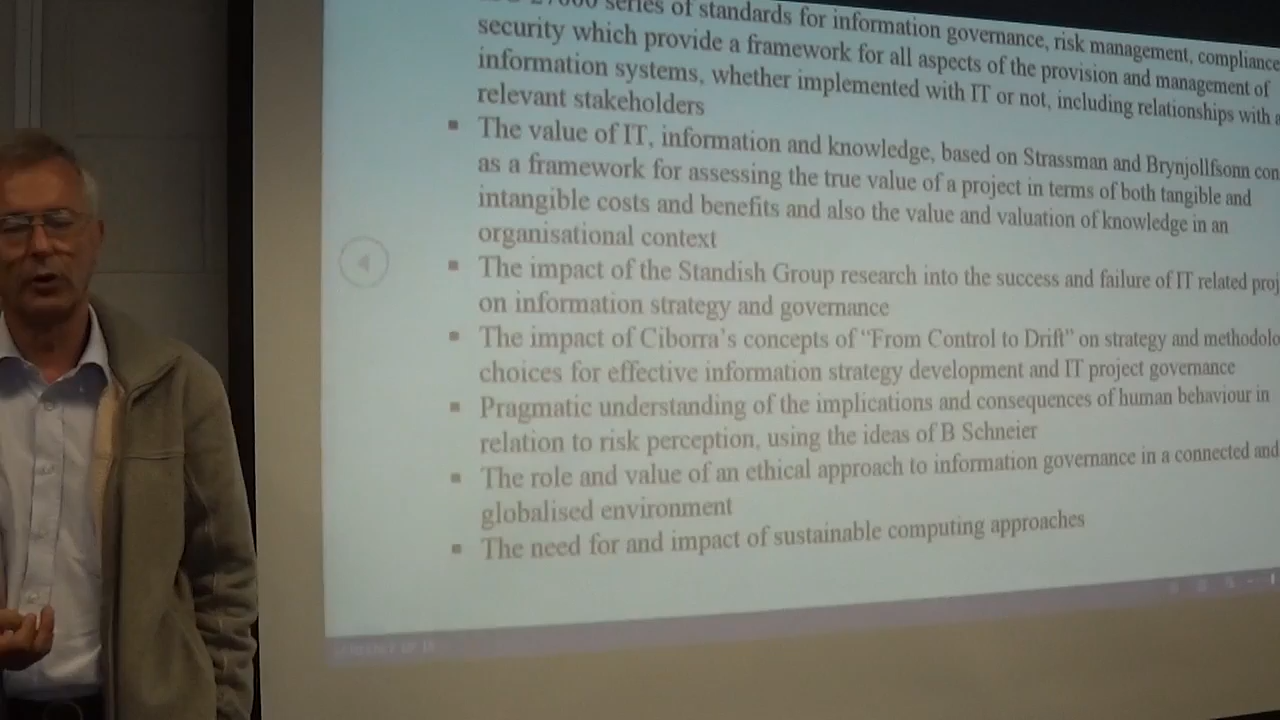 series of standards for information governance, risk management, compliance
security which provide a framework for all aspects of the provision and management of
information systems, whether implemented with IT or not, including relationships with
relevant stakeholders
▪ The value of IT, information and knowledge, based on Strassman and Brynjollfsonn con
as a framework for assessing the true value of a project in terms of both tangible and
intangible costs and benefits and also the value and valuation of knowledge in an
organisational context
▪ The impact of the Standish Group research into the success and failure of IT related proj
on information strategy and governance
▪ The impact of Ciborra's concepts of "From Control to Drift" on strategy and methodolo
choices for effective information strategy development and IT project governance
▪ Pragmatic understanding of the implications and consequences of human behaviour in
relation to risk perception, using the ideas of B Schneier
▪ The role and value of an ethical approach to information governance in a connected and
globalised environment
▪ The need for and impact of sustainable computing approaches